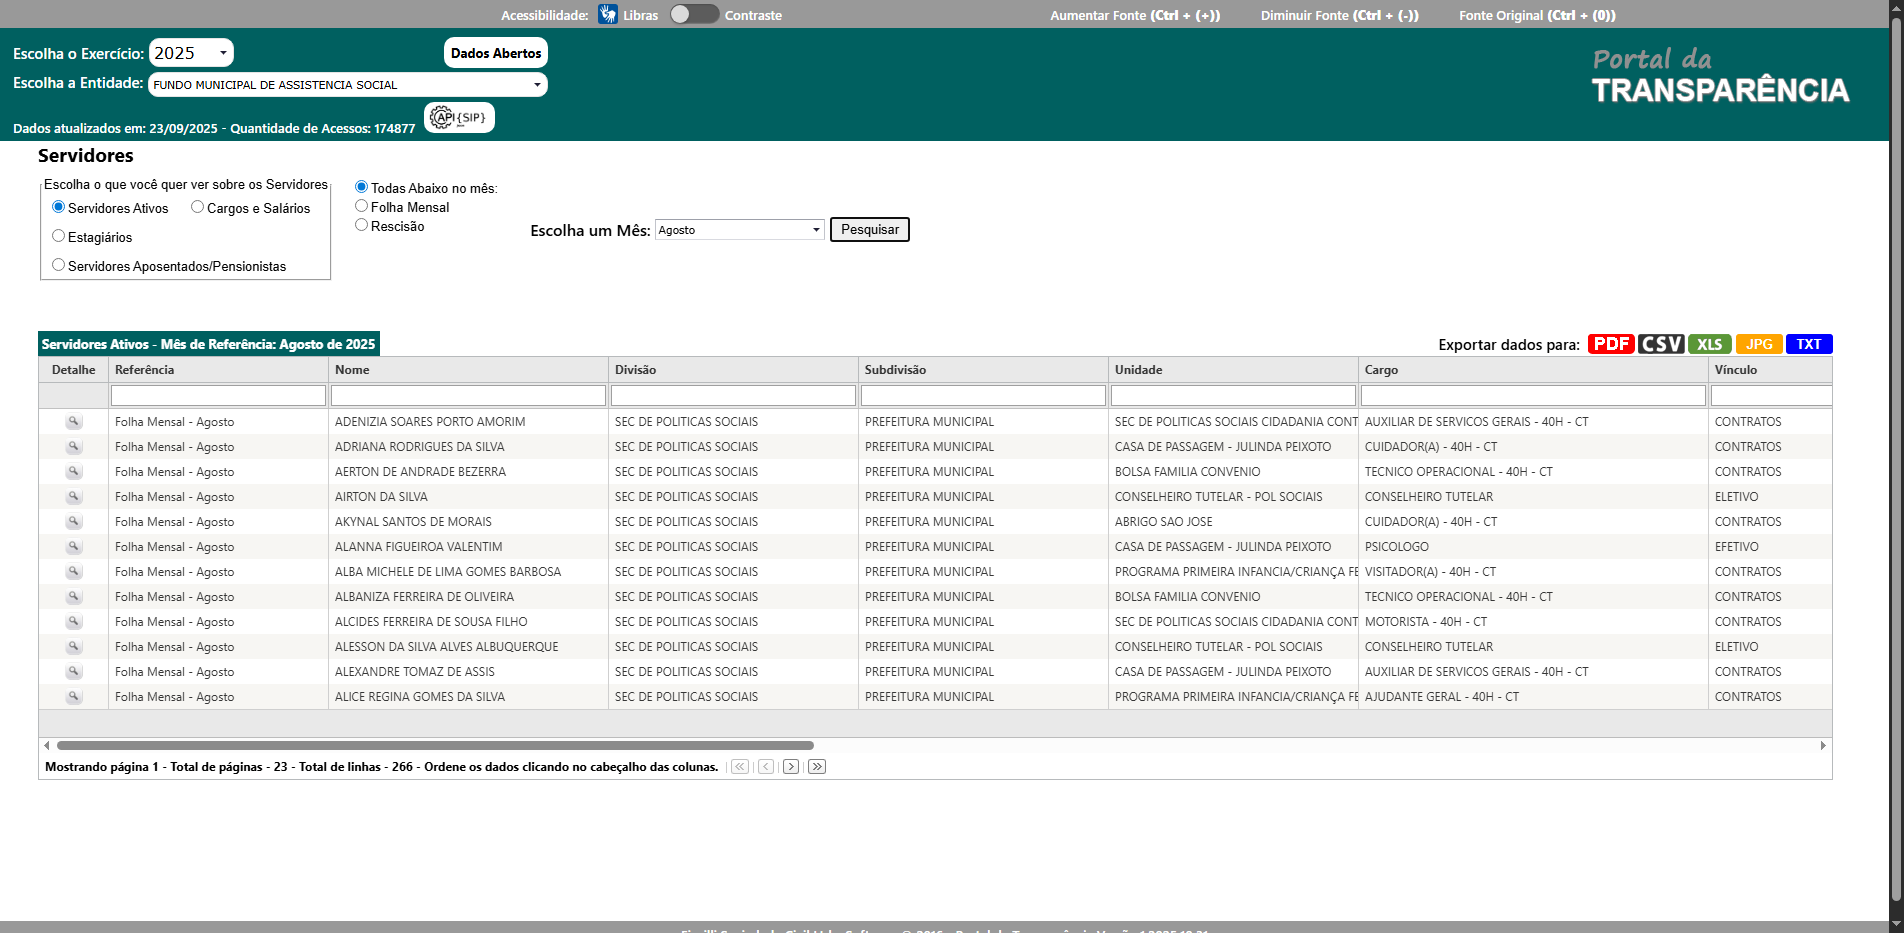 Acessibilidade: Libras Contraste Aumentar Fonte (Ctrl + (+)) Diminuir Fonte (Ctrl + (-)) Fonte Original (Ctrl + (0))
Escolha o Exercício: 2025 Dados Abertos
Escolha a Entidade: FUNDO MUNICIPAL DE ASSISTENCIA SOCIAL
Portal da
TRANSPARÊNCIA
Dados atualizados em: 23/09/2025 - Quantidade de Acessos: 174877 API {SIP}
Servidores
Escolha o que você quer ver sobre os Servidores
Servidores Ativos Cargos e Salários
Estagiários
Servidores Aposentados/Pensionistas
Todas Abaixo no mês:
Folha Mensal
Rescisão
Escolha um Mês: Agosto Pesquisar
Servidores Ativos - Mês de Referência: Agosto de 2025 Exportar dados para: PDF CSV XLS JPG TXT
Detalhe Referência Nome Divisão Subdivisão Unidade Cargo Vínculo
Folha Mensal - Agosto ADENIZIA SOARES PORTO AMORIM SEC DE POLITICAS SOCIAIS PREFEITURA MUNICIPAL SEC DE POLITICAS SOCIAIS CIDADANIA CONT AUXILIAR DE SERVICOS GERAIS - 40H - CT CONTRATOS
Folha Mensal - Agosto ADRIANA RODRIGUES DA SILVA SEC DE POLITICAS SOCIAIS PREFEITURA MUNICIPAL CASA DE PASSAGEM - JULINDA PEIXOTO CUIDADOR(A) - 40H - CT CONTRATOS
Folha Mensal - Agosto AERTON DE ANDRADE BEZERRA SEC DE POLITICAS SOCIAIS PREFEITURA MUNICIPAL BOLSA FAMILIA CONVENIO TECNICO OPERACIONAL - 40H - CT CONTRATOS
Folha Mensal - Agosto AIRTON DA SILVA SEC DE POLITICAS SOCIAIS PREFEITURA MUNICIPAL CONSELHEIRO TUTELAR - POL SOCIAIS CONSELHEIRO TUTELAR ELETIVO
Folha Mensal - Agosto AKYNAL SANTOS DE MORAIS SEC DE POLITICAS SOCIAIS PREFEITURA MUNICIPAL ABRIGO SAO JOSE CUIDADOR(A) - 40H - CT CONTRATOS
Folha Mensal - Agosto ALANNA FIGUEIROA VALENTIM SEC DE POLITICAS SOCIAIS PREFEITURA MUNICIPAL CASA DE PASSAGEM - JULINDA PEIXOTO PSICOLOGO EFETIVO
Folha Mensal - Agosto ALBA MICHELE DE LIMA GOMES BARBOSA SEC DE POLITICAS SOCIAIS PREFEITURA MUNICIPAL PROGRAMA PRIMEIRA INFANCIA/CRIANÇA FE VISITADOR(A) - 40H - CT CONTRATOS
Folha Mensal - Agosto ALBANIZA FERREIRA DE OLIVEIRA SEC DE POLITICAS SOCIAIS PREFEITURA MUNICIPAL BOLSA FAMILIA CONVENIO TECNICO OPERACIONAL - 40H - CT CONTRATOS
Folha Mensal - Agosto ALCIDES FERREIRA DE SOUSA FILHO SEC DE POLITICAS SOCIAIS PREFEITURA MUNICIPAL SEC DE POLITICAS SOCIAIS CIDADANIA CONT MOTORISTA - 40H - CT CONTRATOS
Folha Mensal - Agosto ALESSON DA SILVA ALVES ALBUQUERQUE SEC DE POLITICAS SOCIAIS PREFEITURA MUNICIPAL CONSELHEIRO TUTELAR - POL SOCIAIS CONSELHEIRO TUTELAR ELETIVO
Folha Mensal - Agosto ALEXANDRE TOMAZ DE ASSIS SEC DE POLITICAS SOCIAIS PREFEITURA MUNICIPAL CASA DE PASSAGEM - JULINDA PEIXOTO AUXILIAR DE SERVICOS GERAIS - 40H - CT CONTRATOS
Folha Mensal - Agosto ALICE REGINA GOMES DA SILVA SEC DE POLITICAS SOCIAIS PREFEITURA MUNICIPAL PROGRAMA PRIMEIRA INFANCIA/CRIANÇA FE AJUDANTE GERAL - 40H - CT CONTRATOS
Mostrando página 1 - Total de páginas - 23 - Total de linhas - 266 - Ordene os dados clicando no cabeçalho das colunas.